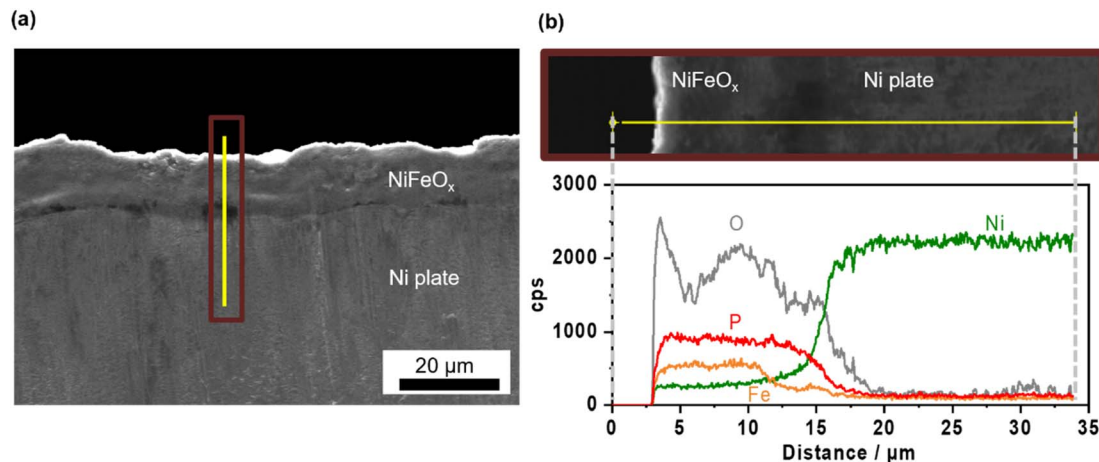 (a)
NiFeOₓ
Ni plate
20 µm
(b)
NiFeOₓ
Ni plate
3000
2000
1000
0
cps
O
Ni
P
Fe
0 5 10 15 20 25 30 35
Distance / µm